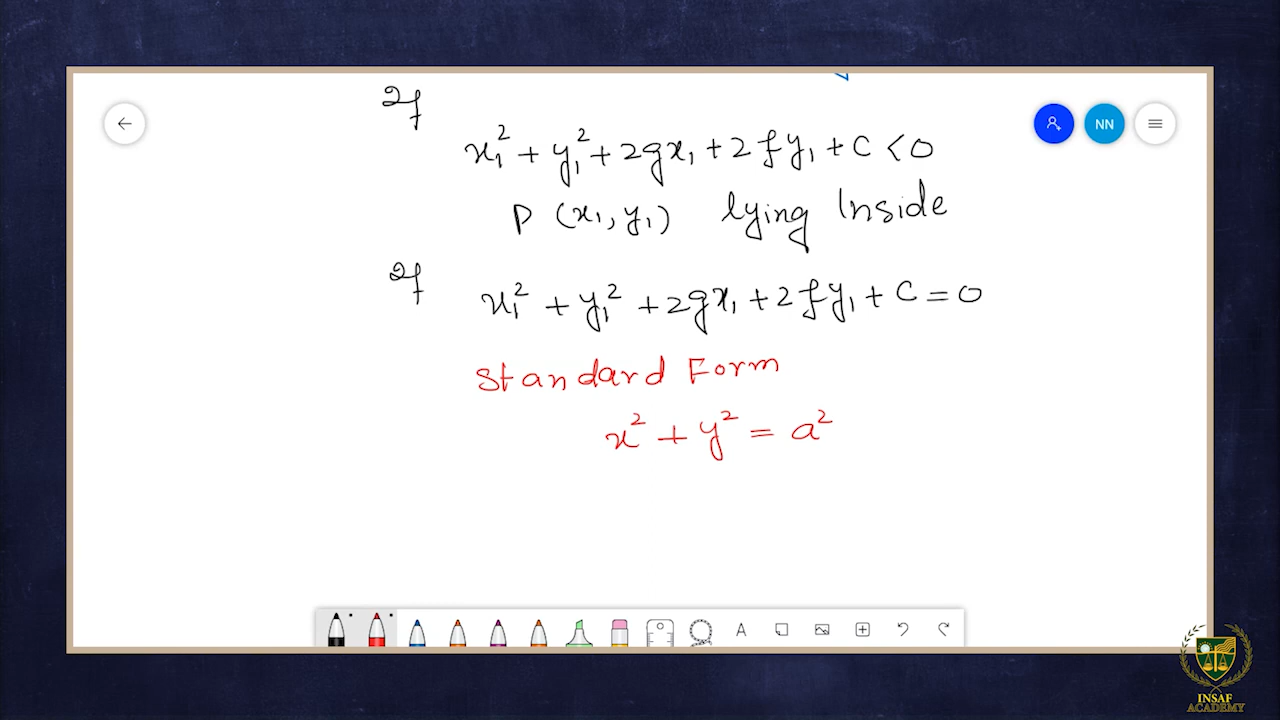 If
x₁² + y₁² + 2gx₁ + 2fy₁ + C < 0
P (x₁, y₁) lying Inside
If
x₁² + y₁² + 2gx₁ + 2fy₁ + C = 0
Standard Form
x² + y² = a²
NN
A
INSAF
ACADEMY